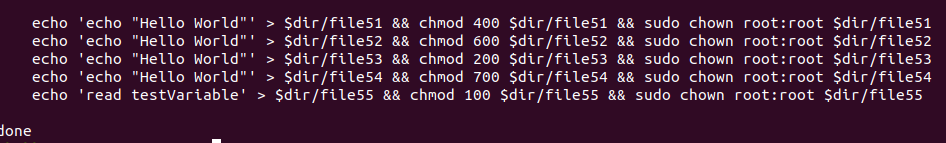 echo 'echo "Hello World"' > $dir/file51 && chmod 400 $dir/file51 && sudo chown root:root $dir/file51
echo 'echo "Hello World"' > $dir/file52 && chmod 600 $dir/file52 && sudo chown root:root $dir/file52
echo 'echo "Hello World"' > $dir/file53 && chmod 200 $dir/file53 && sudo chown root:root $dir/file53
echo 'echo "Hello World"' > $dir/file54 && chmod 700 $dir/file54 && sudo chown root:root $dir/file54
echo 'read testVariable' > $dir/file55 && chmod 100 $dir/file55 && sudo chown root:root $dir/file55
done